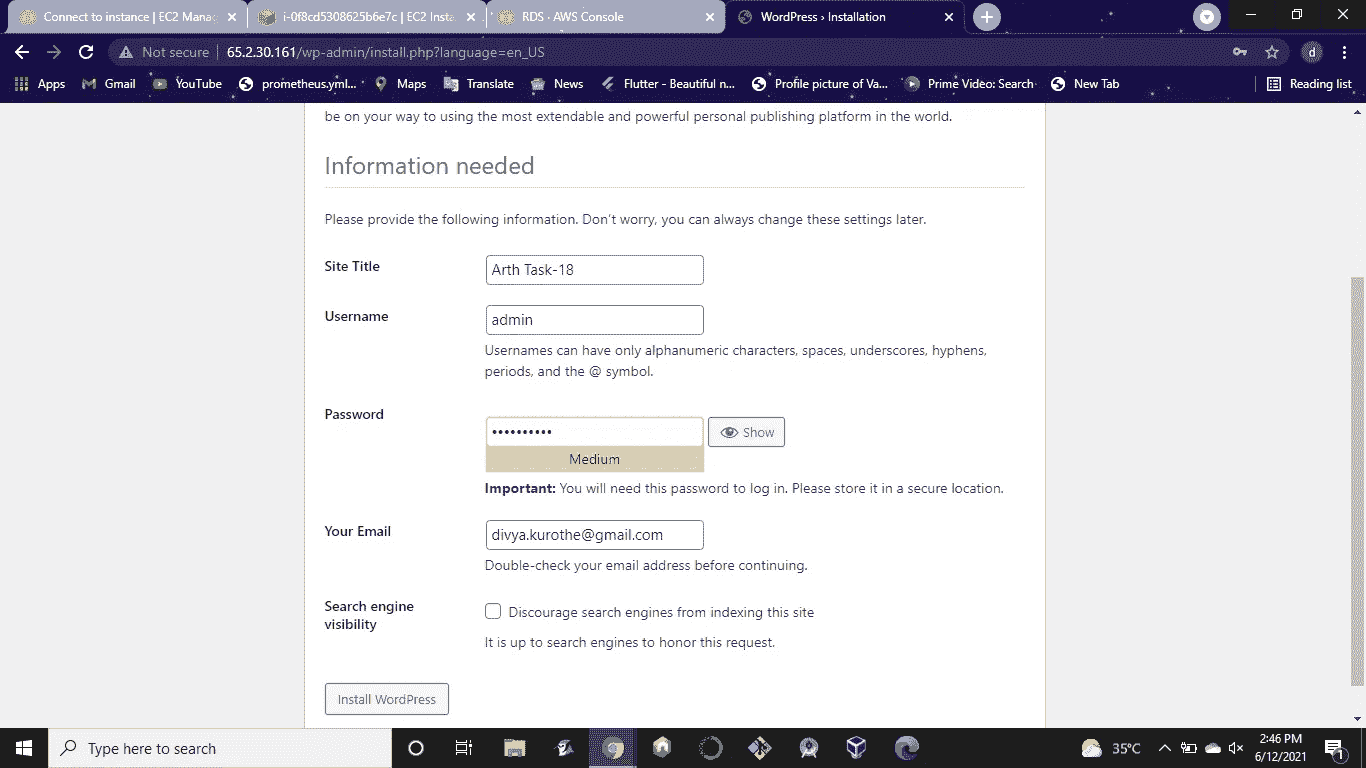 Connect to instance | EC2 Manag
i-0f8cd5308625b6e7c | EC2 Insta
RDS · AWS Console
WordPress › Installation
Not secure
65.2.30.161/wp-admin/install.php?language=en_US
d
Apps
Gmail
YouTube
prometheus.yml...
Maps
Translate
News
Flutter - Beautiful n...
Profile picture of Va...
Prime Video: Search
New Tab
Reading list
be on your way to using the most extendable and powerful personal publishing platform in the world.
Information needed
Please provide the following information. Don’t worry, you can always change these settings later.
Site Title
Arth Task-18
Username
admin
Usernames can have only alphanumeric characters, spaces, underscores, hyphens,
periods, and the @ symbol.
Password
••••••••••
Show
Medium
Important: You will need this password to log in. Please store it in a secure location.
Your Email
divya.kurothe@gmail.com
Double-check your email address before continuing.
Search engine
visibility
Discourage search engines from indexing this site
It is up to search engines to honor this request.
Install WordPress
Type here to search
35°C
2:46 PM
6/12/2021
1